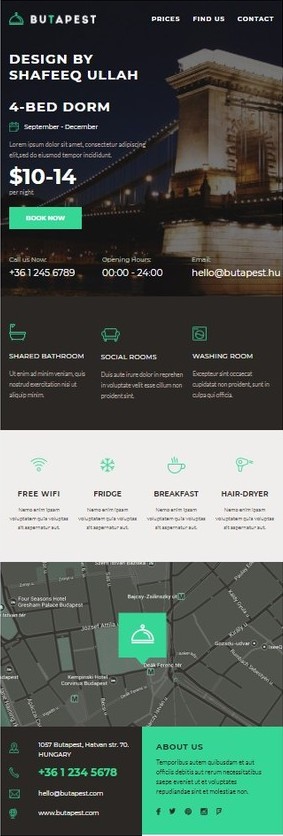 BUTAPEST
PRICES FIND US CONTACT
DESIGN BY
SHAFEEQ ULLAH
4-BED DORM
September - December
Lorem ipsum dolor sit amet, consectetur adipiscing
elit,sed do eiusmod tempor incididunt.
$10-14
per night
BOOK NOW
Call us Now:
+36 1 245 6789
Opening Hours:
00:00 - 24:00
Email:
hello@butapest.hu
SHARED BATHROOM
Ut enim ad minim veniam, quis
nostrud exercitation nisi ut
aliquip minim.
SOCIAL ROOMS
Duis aute irure dolor in reprehen
in voluptate velit esse cillum non
proident sint.
WASHING ROOM
Excepteur sint occaecat
cupidatat non proident, sunt in
culpa qui officia.
FREE WIFI
Nemo enim ipsam
voluptatem quia voluptas
sit aspernatur aut.
FRIDGE
Nemo enim ipsam
voluptatem quia voluptas
sit aspernatur aut.
BREAKFAST
Nemo enim ipsam
voluptatem quia voluptas
sit aspernatur aut.
HAIR-DRYER
Nemo enim ipsam
voluptatem quia voluptas
sit aspernatur aut.
Szent István Bazilika
Four Seasons Hotel
Gresham Palace Budapest
Bajcsy-Zsilinszky út
József Attila
Gozsdu-udvar
Kempinski Hotel
Corvinus Budapest
Deák Ferenc tér
1057 Butapest, Hatvan str. 70.
HUNGARY
+36 1 234 5678
hello@butapest.com
www.butapest.com
ABOUT US
Temporibus autem quibusdam et aut
officiis debitis aut rerum necessitatibus
saepe eveniet ut et voluptates
repudiandae sint et molestiae non.